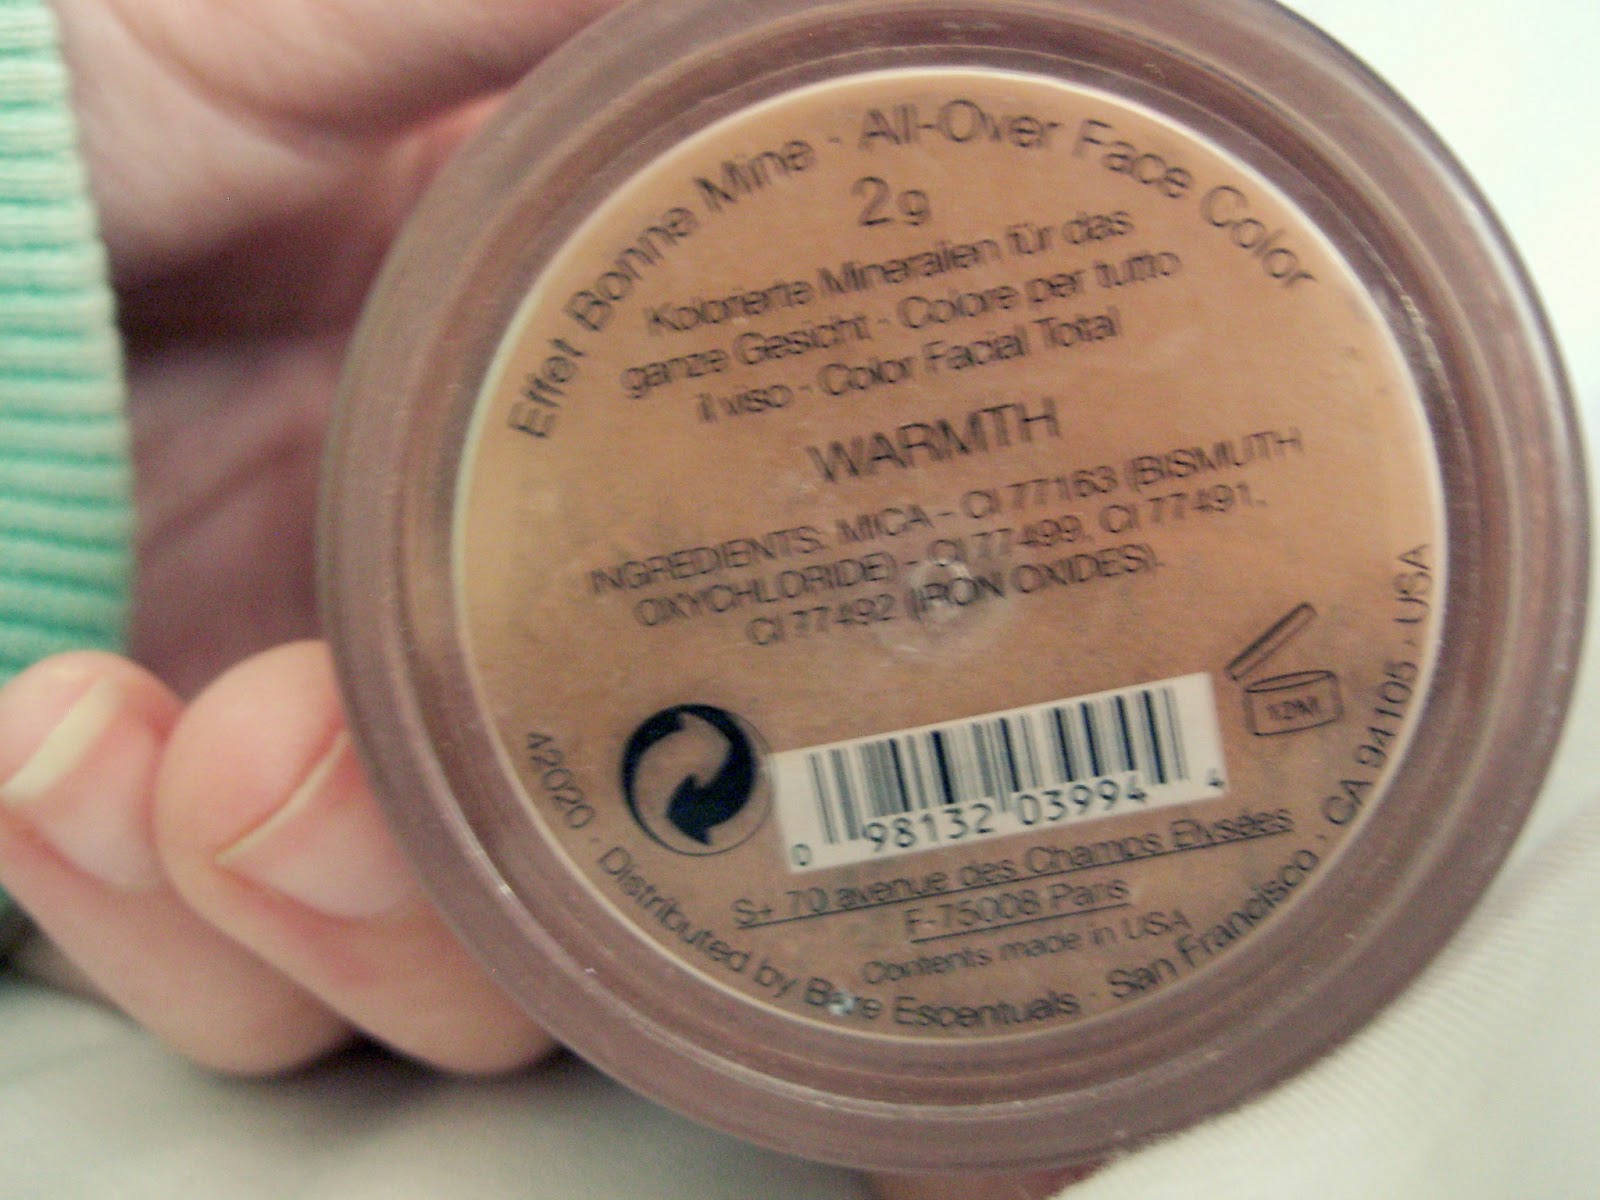 Effet Bonne Mine · All-Over Face Color
2g
Kolorierte Mineralien für das
ganze Gesicht - Colore per tutto
il viso - Color Facial Total
WARMTH
INGREDIENTS: MICA - CI 77163 (BISMUTH
OXYCHLORIDE) - CI 77499, CI 77491,
CI 77492 (IRON OXIDES).
12M
0 98132 03994 4
S+ 70 avenue des Champs Elysées
F-75008 Paris
Contents made in USA
42020 · Distributed by Bare Escentuals · San Francisco · CA 94105 · USA